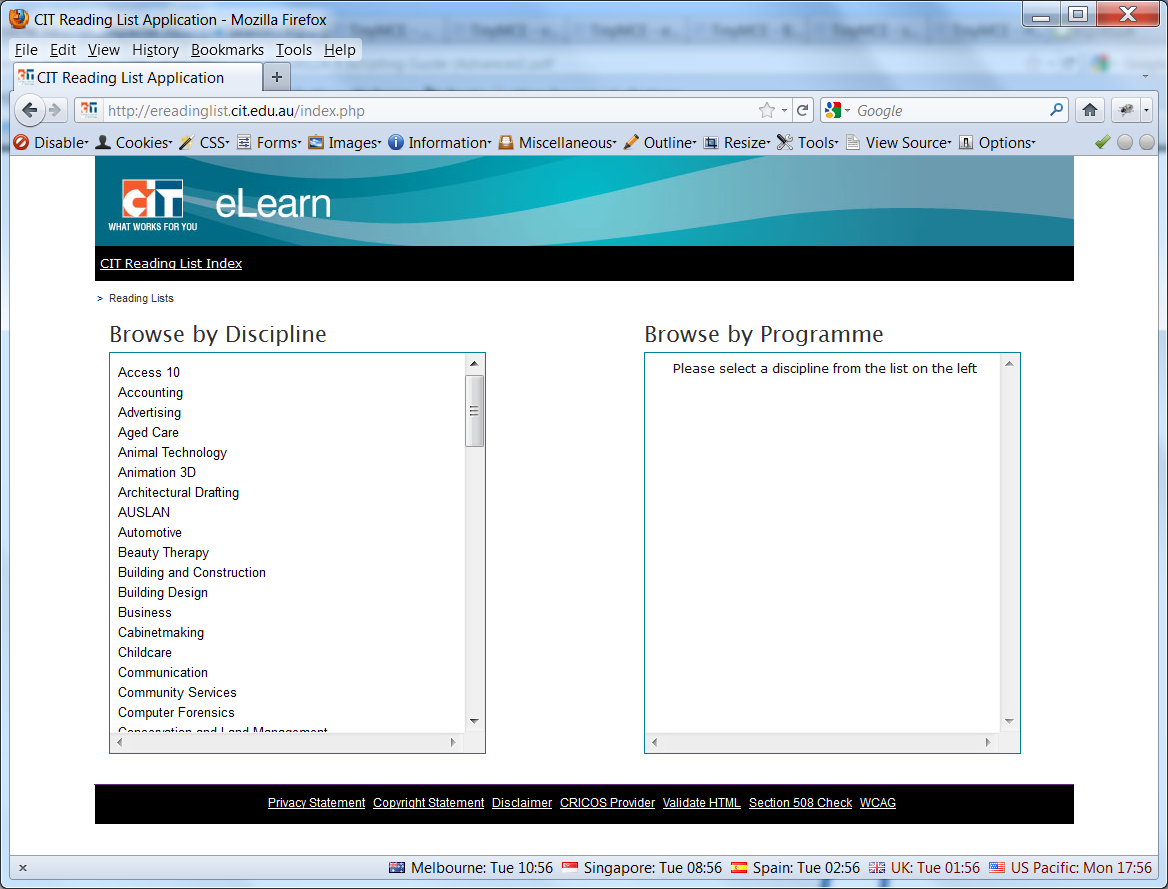 CIT Reading List Application - Mozilla Firefox
File Edit View History Bookmarks Tools Help
CIT Reading List Application
http://ereadinglist.cit.edu.au/index.php Google
Disable Cookies CSS Forms Images Information Miscellaneous Outline Resize Tools View Source Options
CiT eLearn
WHAT WORKS FOR YOU
CIT Reading List Index
> Reading Lists
Browse by Discipline
Access 10
Accounting
Advertising
Aged Care
Animal Technology
Animation 3D
Architectural Drafting
AUSLAN
Automotive
Beauty Therapy
Building and Construction
Building Design
Business
Cabinetmaking
Childcare
Communication
Community Services
Computer Forensics
Conservation and Land Management
Browse by Programme
Please select a discipline from the list on the left
Privacy Statement Copyright Statement Disclaimer CRICOS Provider Validate HTML Section 508 Check WCAG
Melbourne: Tue 10:56 Singapore: Tue 08:56 Spain: Tue 02:56 UK: Tue 01:56 US Pacific: Mon 17:56